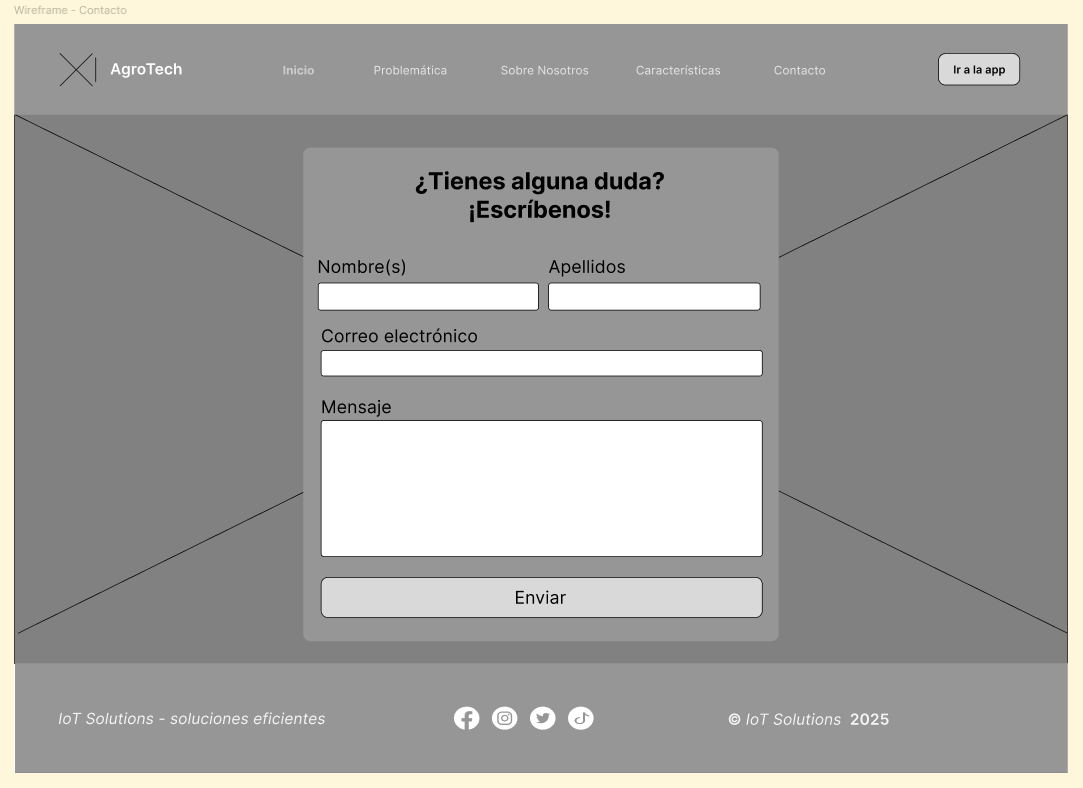 Wireframe - Contacto
AgroTech
Inicio
Problemática
Sobre Nosotros
Características
Contacto
Ir a la app
¿Tienes alguna duda?
¡Escríbenos!
Nombre(s)
Apellidos
Correo electrónico
Mensaje
Enviar
IoT Solutions - soluciones eficientes
© IoT Solutions 2025